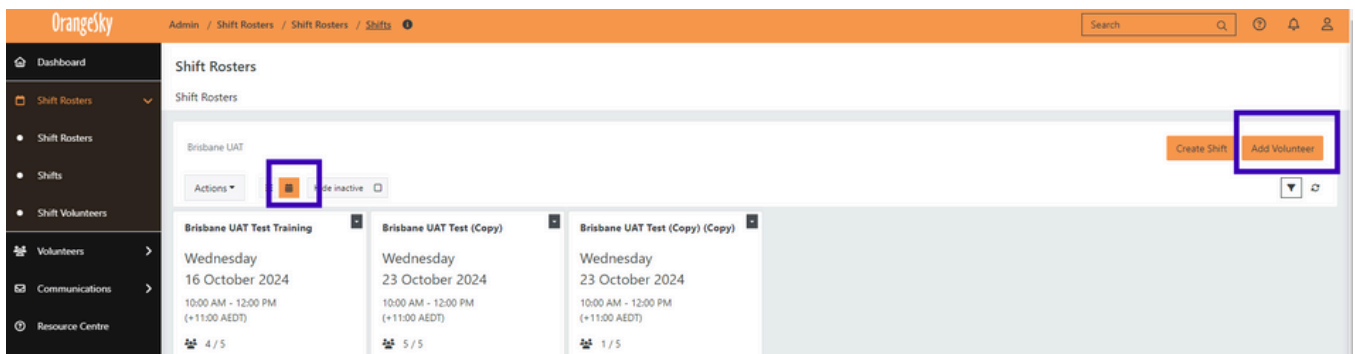 OrangeSky
Admin / Shift Rosters / Shift Rosters / Shifts
Search
Dashboard
Shift Rosters
Shift Rosters
Shifts
Shift Volunteers
Volunteers
Communications
Resource Centre
Shift Rosters
Shift Rosters
Brisbane UAT
Create Shift Add Volunteer
Actions inactive
Brisbane UAT Test Training
Wednesday
16 October 2024
10:00 AM - 12:00 PM
(+11:00 AEDT)
4 / 5
Brisbane UAT Test (Copy)
Wednesday
23 October 2024
10:00 AM - 12:00 PM
(+11:00 AEDT)
5 / 5
Brisbane UAT Test (Copy) (Copy)
Wednesday
23 October 2024
10:00 AM - 12:00 PM
(+11:00 AEDT)
1 / 5